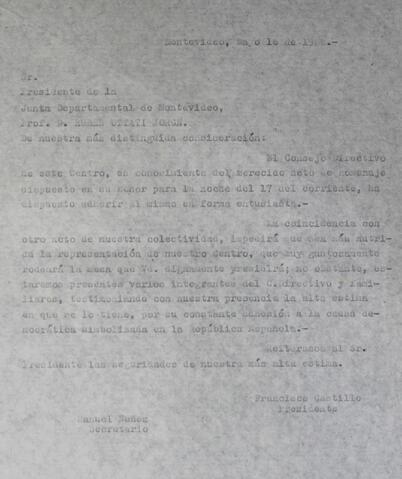 Montevideo, Mayo 16 de
Sr.
Presidente de la
Junta Departamental de Montevideo,
Prof. D.
De nuestra más distinguida consideración:
El Consejo Directivo
de este Centro, en conocimiento del merecido acto de homenaje
dispuesto en su honor para la noche del 17 del corriente, ha
dispuesto adherir al mismo en forma entusiasta.-
La coincidencia con
otro acto de nuestra colectividad, impedirá que sea más nutri-
da la representación de nuestro Centro, que muy gustosamente
rodeará la mesa que Vd. dignamente presidirá; no obstante, es-
taremos presentes varios integrantes del C.Directivo y fami-
liares, testimoniando con nuestra presencia la alta estima
en que se lo tiene, por su constante adhesión a la causa de-
mocrática simbolizada en la República Española.-
Reiteramos al Sr.
Presidente las seguridades de nuestra más alta estima.
Francisco Castillo
Presidente
Manuel Nuñez
Secretario